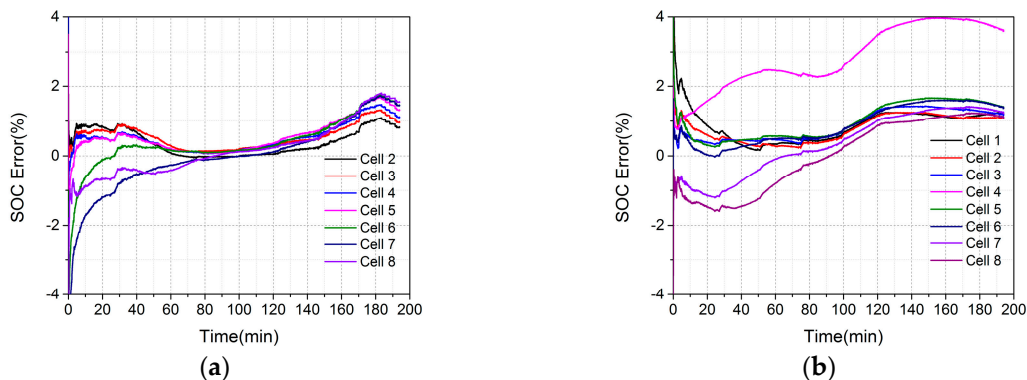 4
2
0
-2
-4
SOC Error(%)
0 20 40 60 80 100 120 140 160 180 200
Time(min)
Cell 2
Cell 3
Cell 4
Cell 5
Cell 6
Cell 7
Cell 8
(a)
4
2
0
-2
-4
SOC Error(%)
0 20 40 60 80 100 120 140 160 180 200
Time(min)
Cell 1
Cell 2
Cell 3
Cell 4
Cell 5
Cell 6
Cell 7
Cell 8
(b)